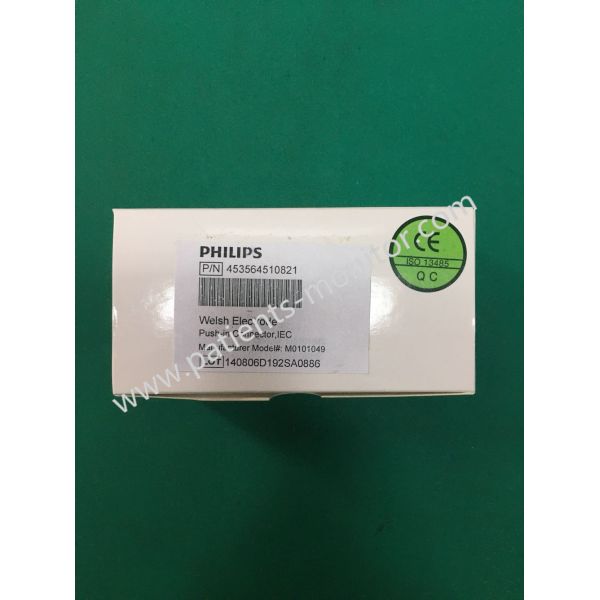 PHILIPS
P/N 453564510821
Welsh Electrode
Push-in Connector,IEC
Manufacturer Model#: M0101049
LOT 140806D192SA0886
CE
ISO 13485
QC
www.patients-monitor.com